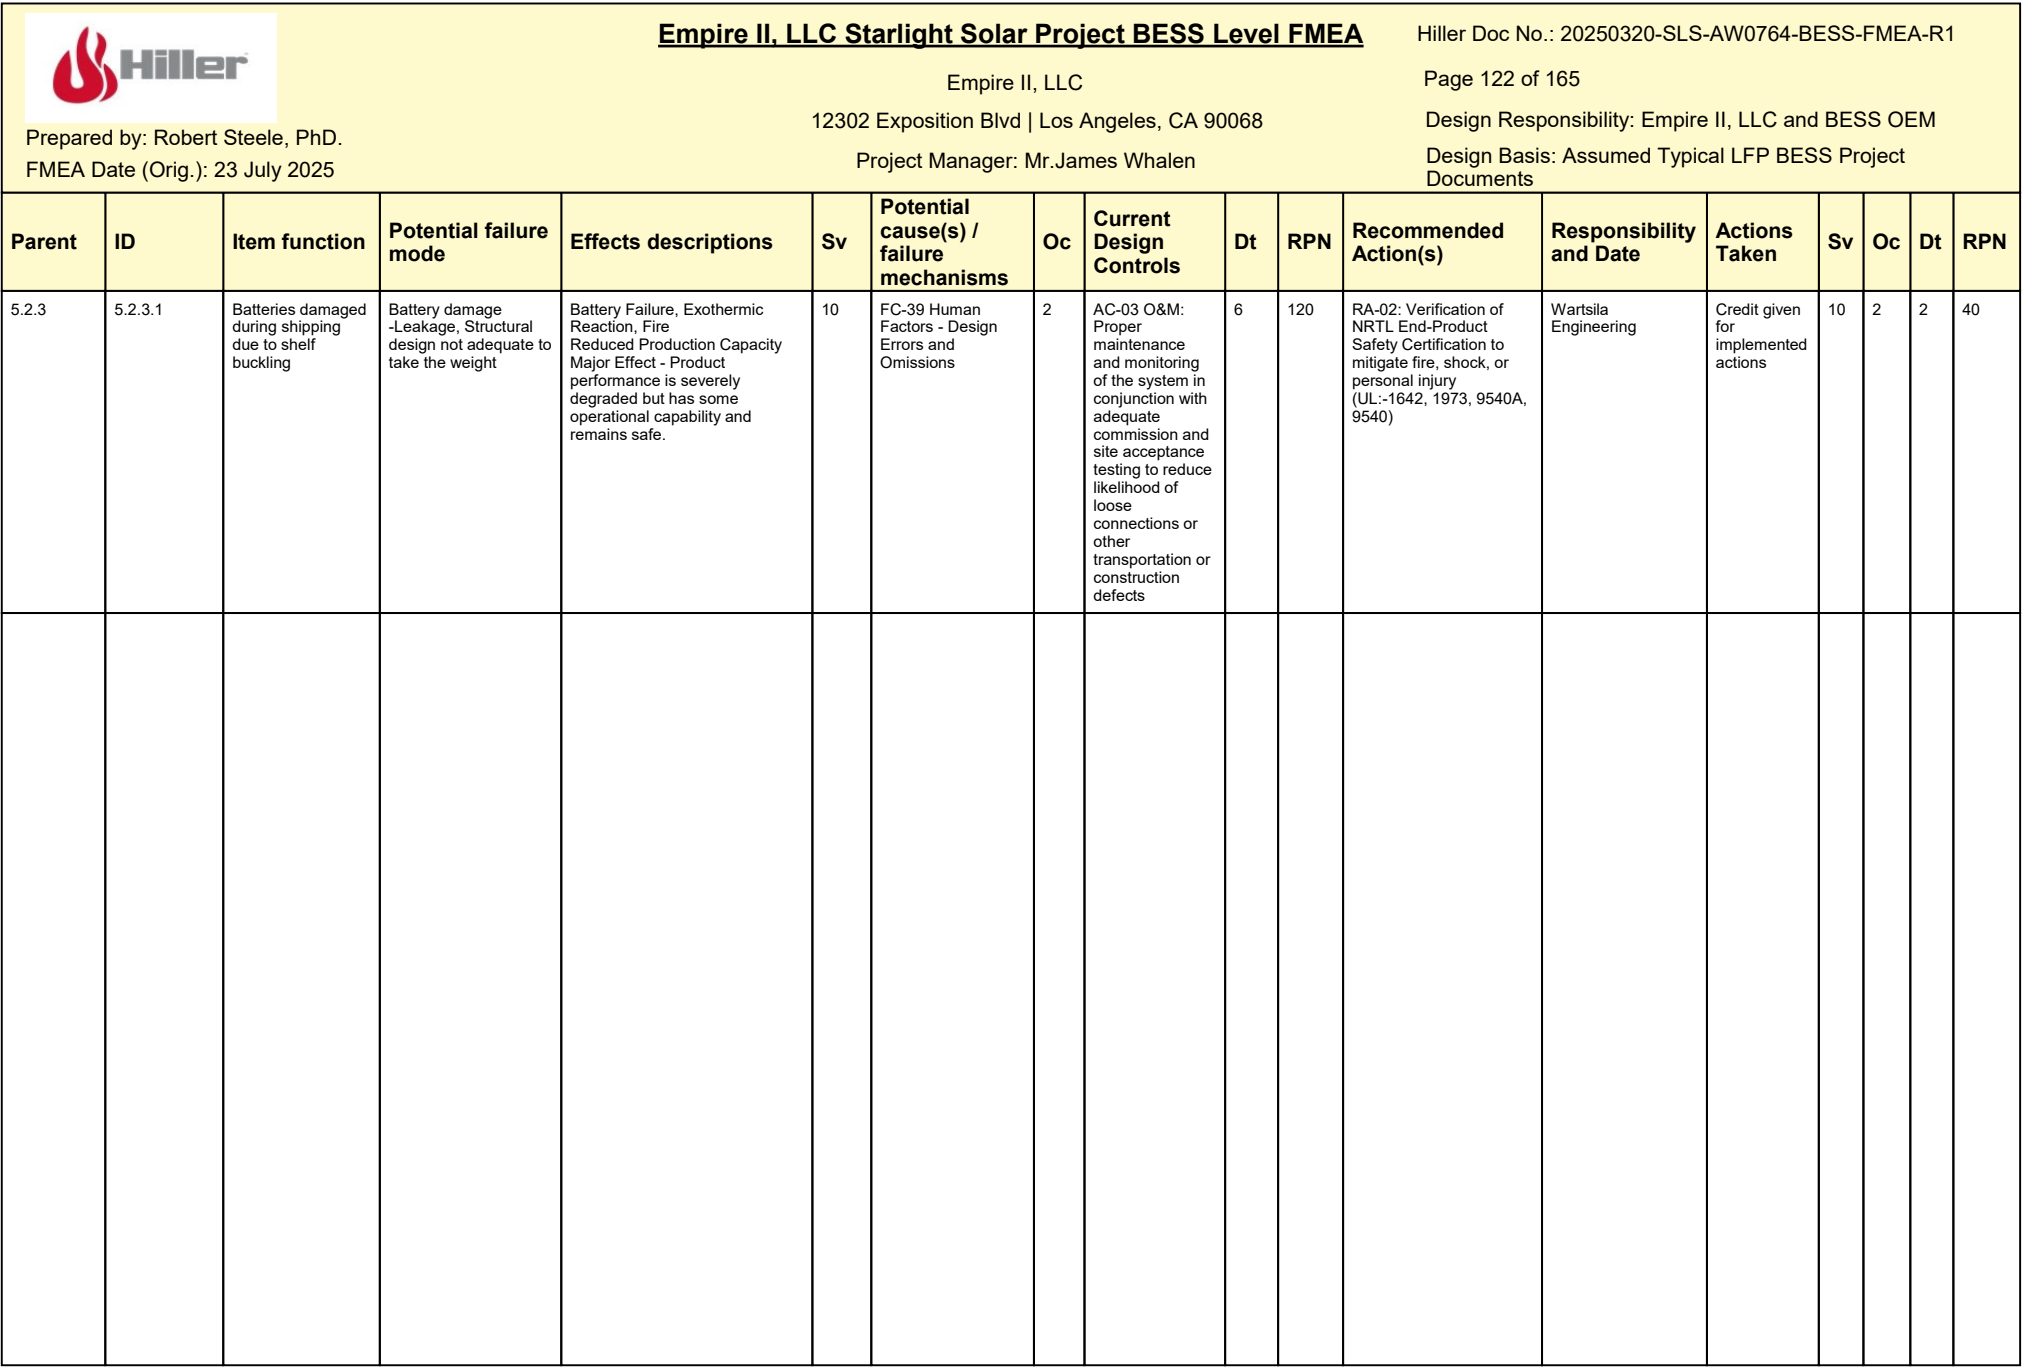 Hiller
Prepared by: Robert Steele, PhD.
FMEA Date (Orig.): 23 July 2025
Empire II, LLC Starlight Solar Project BESS Level FMEA
Empire II, LLC
12302 Exposition Blvd | Los Angeles, CA 90068
Project Manager: Mr.James Whalen
Hiller Doc No.: 20250320-SLS-AW0764-BESS-FMEA-R1
Page 122 of 165
Design Responsibility: Empire II, LLC and BESS OEM
Design Basis: Assumed Typical LFP BESS Project
Documents
Parent
ID
Item function
Potential failure
mode
Effects descriptions
Sv
Potential
cause(s) /
failure
mechanisms
Oc
Current
Design
Controls
Dt
RPN
Recommended
Action(s)
Responsibility
and Date
Actions
Taken
Sv
Oc
Dt
RPN
5.2.3
5.2.3.1
Batteries damaged
during shipping
due to shelf
buckling
Battery damage
-Leakage, Structural
design not adequate to
take the weight
Battery Failure, Exothermic
Reaction, Fire
Reduced Production Capacity
Major Effect - Product
performance is severely
degraded but has some
operational capability and
remains safe.
10
FC-39 Human
Factors - Design
Errors and
Omissions
2
AC-03 O&M:
Proper
maintenance
and monitoring
of the system in
conjunction with
adequate
commission and
site acceptance
testing to reduce
likelihood of
loose
connections or
other
transportation or
construction
defects
6
120
RA-02: Verification of
NRTL End-Product
Safety Certification to
mitigate fire, shock, or
personal injury
(UL:-1642, 1973, 9540A,
9540)
Wartsila
Engineering
Credit given
for
implemented
actions
10
2
2
40